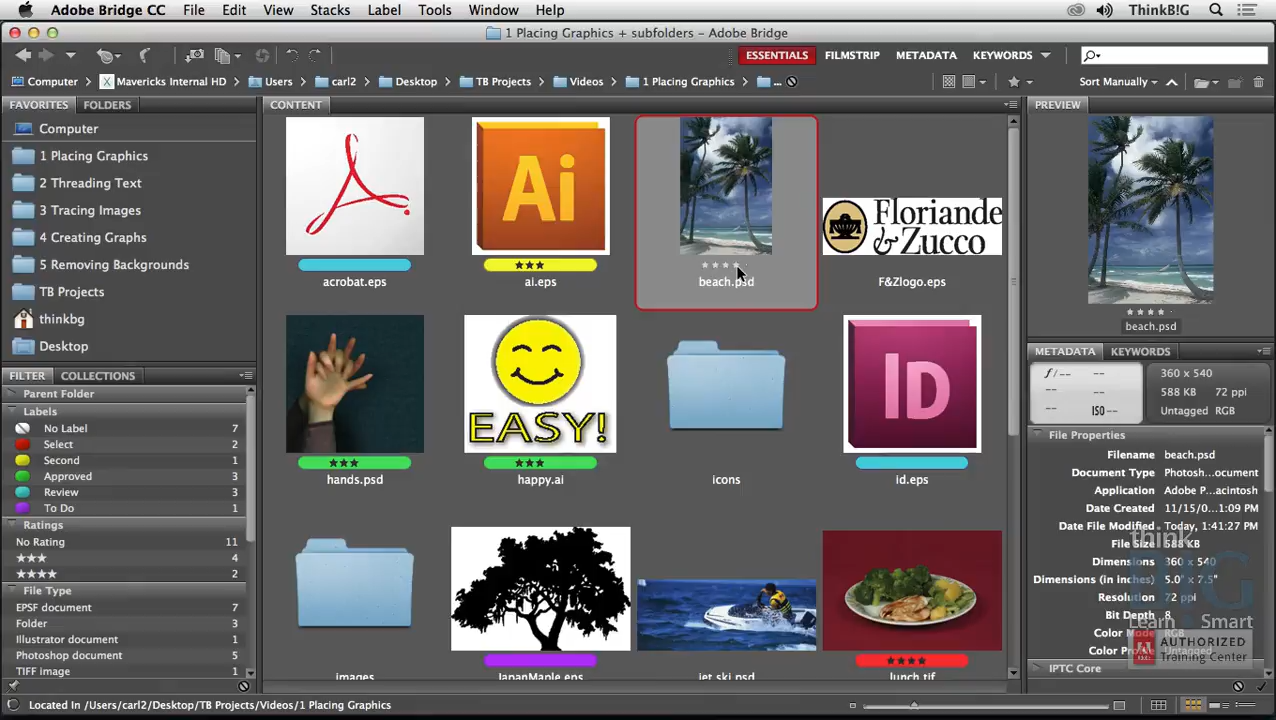 Adobe Bridge CC File Edit View Stacks Label Tools Window Help ThinkB!G
1 Placing Graphics + subfolders – Adobe Bridge
ESSENTIALS FILMSTRIP METADATA KEYWORDS
Computer Mavericks Internal HD Users carl2 Desktop TB Projects Videos 1 Placing Graphics ... Sort Manually
FAVORITES FOLDERS
Computer
1 Placing Graphics
2 Threading Text
3 Tracing Images
4 Creating Graphs
5 Removing Backgrounds
TB Projects
thinkbg
Desktop
FILTER COLLECTIONS
Parent Folder
Labels
No Label 7
Select 2
Second 1
Approved 3
Review 3
To Do 1
Ratings
No Rating 11
★★★ 4
★★★★ 2
File Type
EPSF document 7
Folder 3
Illustrator document 1
Photoshop document 5
TIFF image 1
CONTENT
Ai
Floriande
& Zucco
★★★
acrobat.eps ai.eps beach.psd F&Zlogo.eps
EASY!
Id
★★★ ★★★
hands.psd happy.ai icons id.eps
★★★★
images JapanMaple.eps jet ski.psd lunch.tif
PREVIEW
beach.psd
METADATA KEYWORDS
f/-- --
-- --
-- ISO --
360 x 540
588 KB 72 ppi
Untagged RGB
File Properties
Filename beach.psd
Document Type Photosh...ocument
Application Adobe P...acintosh
Date Created 11/15/0...1:09 PM
Date File Modified Today, 1:41:27 PM
File Size 588 KB
Dimensions 360 x 540
Dimensions (in inches) 5.0" x 7.5"
Resolution 72 ppi
Bit Depth 8
Color Mode RGB
Color Profile Untagged
IPTC Core
think
B!G
Learn Smart
AUTHORIZED
Training Center
Located In /Users/carl2/Desktop/TB Projects/Videos/1 Placing Graphics